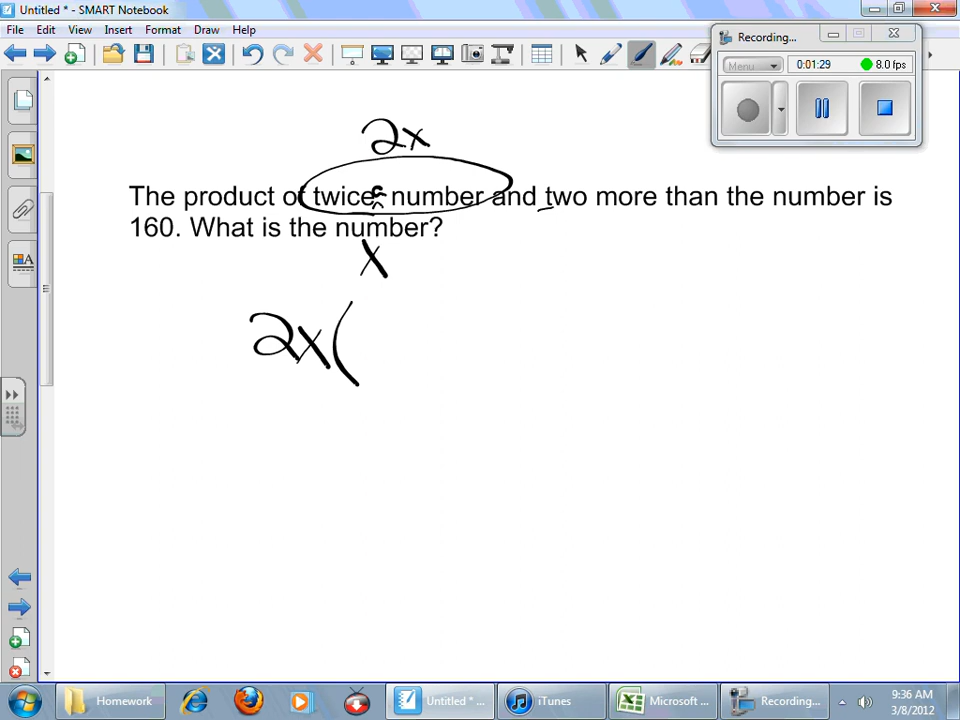 Untitled * - SMART Notebook
File Edit View Insert Format Tools Draw Help
Recording...
Menu
0:01:29
8.0 fps
2x
The product of twice a number and two more than the number is
160. What is the number?
x
2x(
Homework
Untitled * ...
iTunes
Microsoft ...
Recording...
9:36 AM
3/8/2012